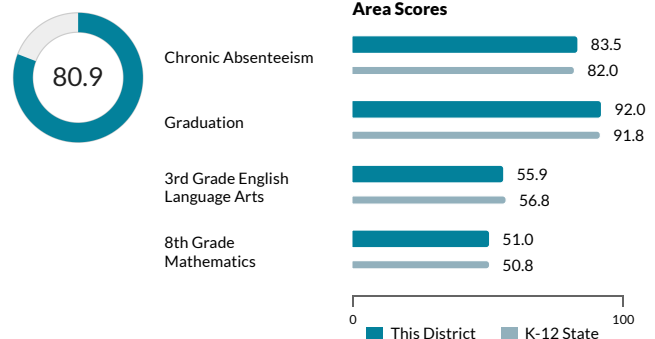 Area Scores
80.9
Chronic Absenteeism
83.5
82.0
Graduation
92.0
91.8
3rd Grade English
Language Arts
55.9
56.8
8th Grade
Mathematics
51.0
50.8
0
100
This District
K-12 State